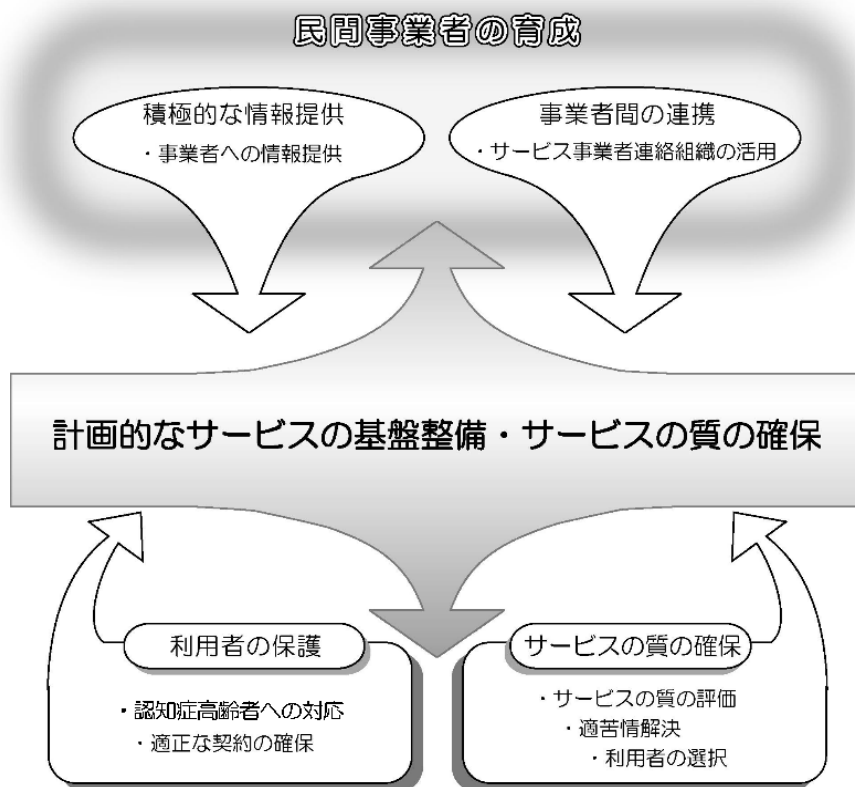 民間事業者の育成
積極的な情報提供
・事業者への情報提供
事業者間の連携
・サービス事業者連絡組織の活用
計画的なサービスの基盤整備・サービスの質の確保
利用者の保護
・認知症高齢者への対応
・適正な契約の確保
サービスの質の確保
・サービスの質の評価
・適苦情解決
・利用者の選択